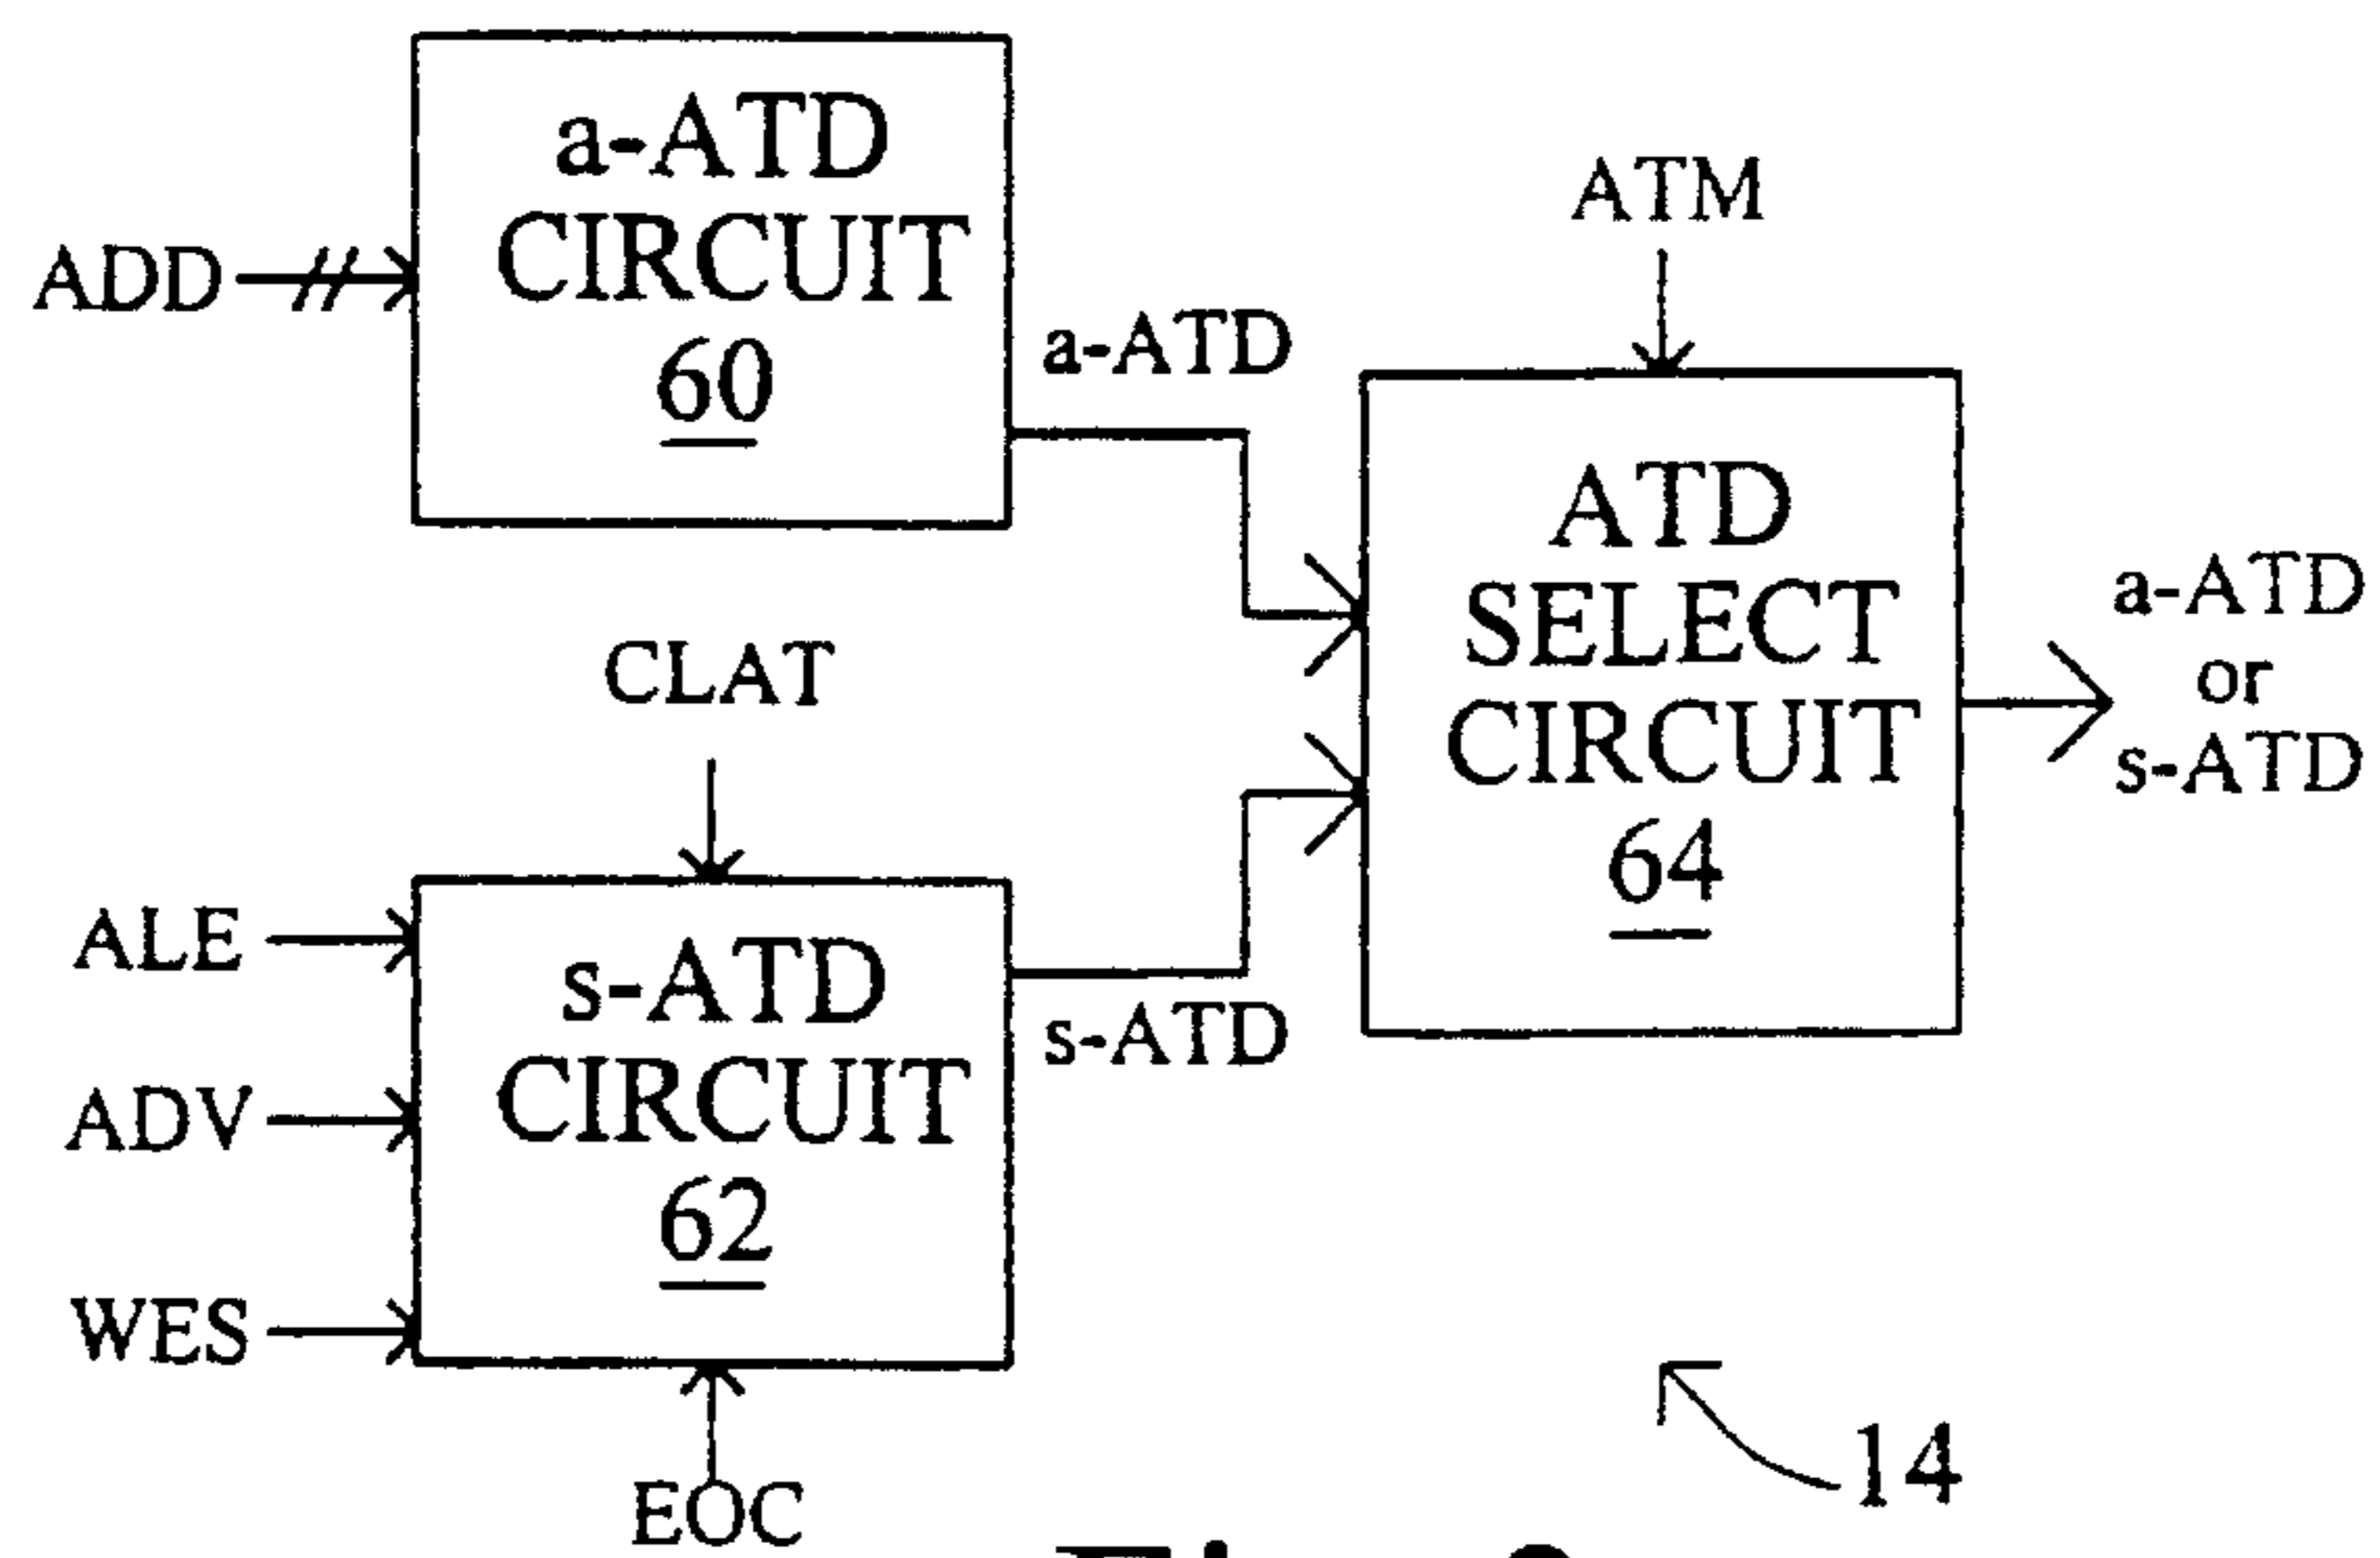 a-ATD
CIRCUIT
60
ADD
a-ATD
ATM
ATD
SELECT
CIRCUIT
64
a-ATD
or
s-ATD
CLAT
ALE
ADV
WES
s-ATD
CIRCUIT
62
s-ATD
EOC
14